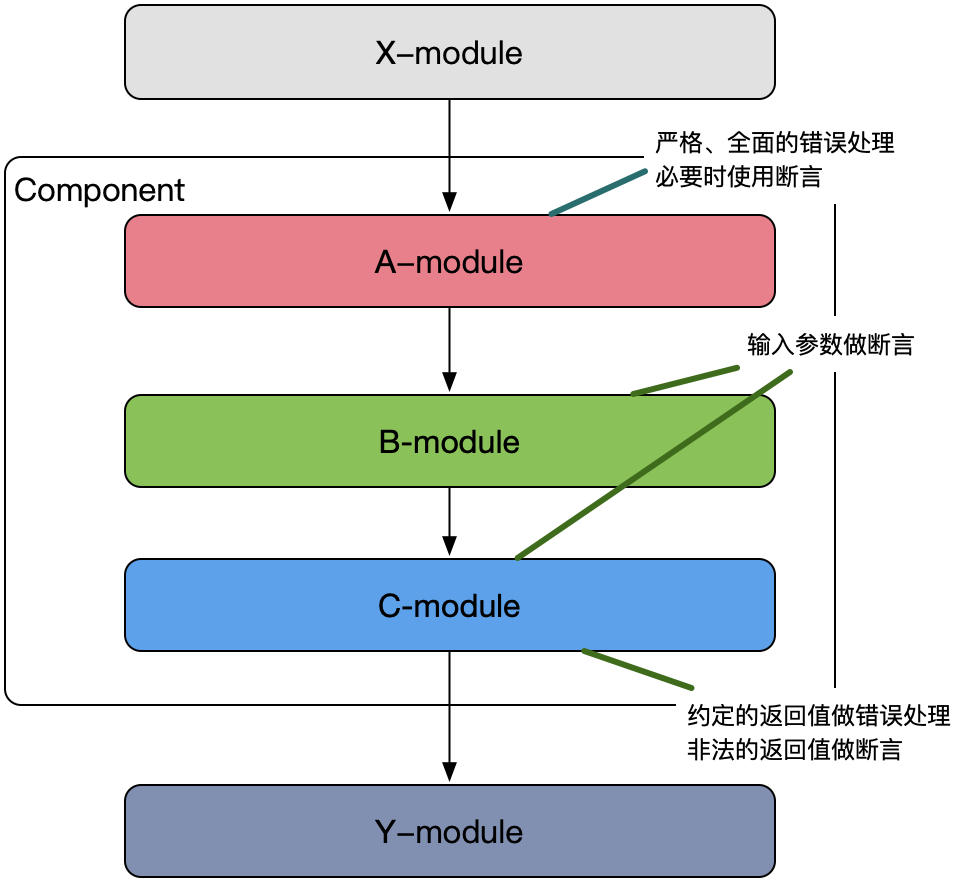 X–module
严格、全面的错误处理
必要时使用断言
Component
A–module
输入参数做断言
B-module
C-module
约定的返回值做错误处理
非法的返回值做断言
Y–module